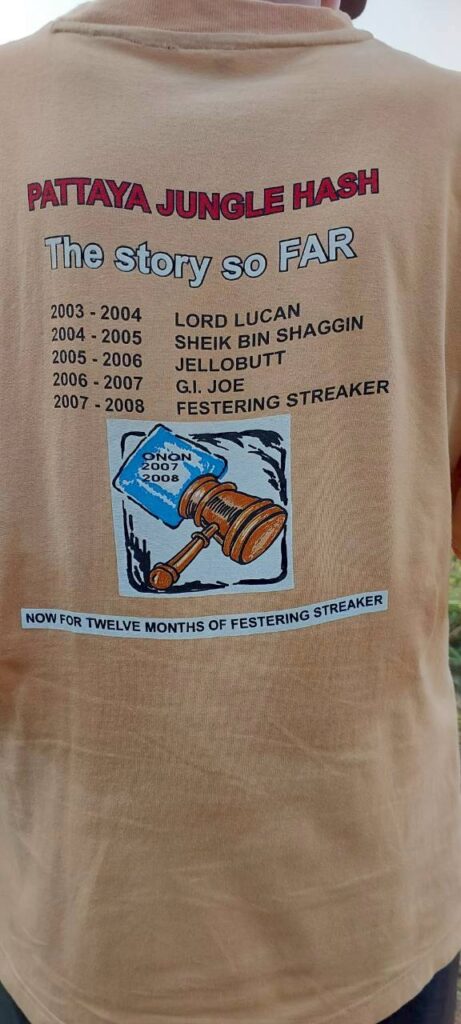 PATTAYA JUNGLE HASH
The story so FAR
2003 - 2004 LORD LUCAN
2004 - 2005 SHEIK BIN SHAGGIN
2005 - 2006 JELLOBUTT
2006 - 2007 G.I. JOE
2007 - 2008 FESTERING STREAKER
ONON
2007
2008
NOW FOR TWELVE MONTHS OF FESTERING STREAKER